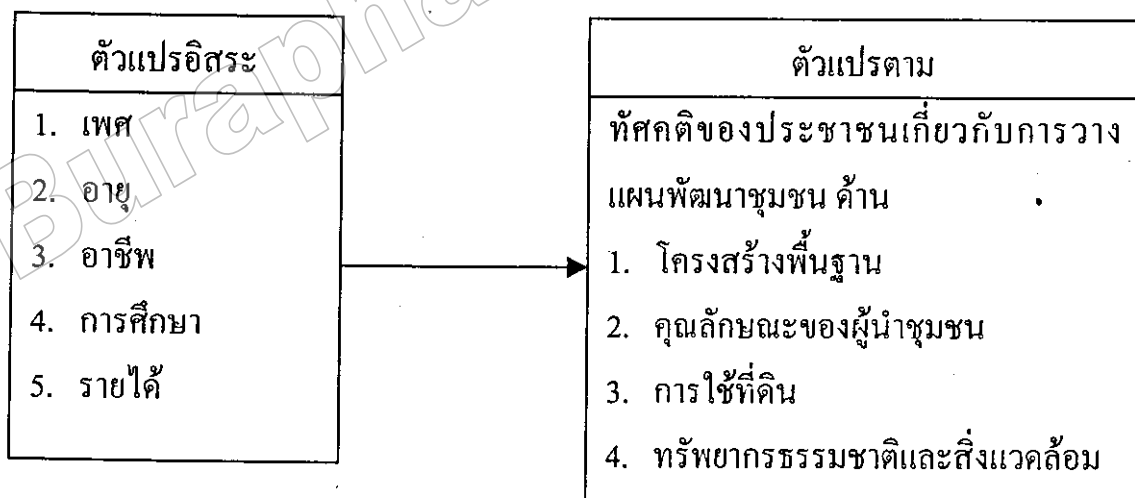 ตัวแปรอิสระ
1. เพศ
2. อายุ
3. อาชีพ
4. การศึกษา
5. รายได้
ตัวแปรตาม
ทัศคติของประชาชนเกี่ยวกับการวาง
แผนพัฒนาชุมชน ด้าน
1. โครงสร้างพื้นฐาน
2. คุณลักษณะของผู้นำชุมชน
3. การใช้ที่ดิน
4. ทรัพยากรธรรมชาติและสิ่งแวดล้อม